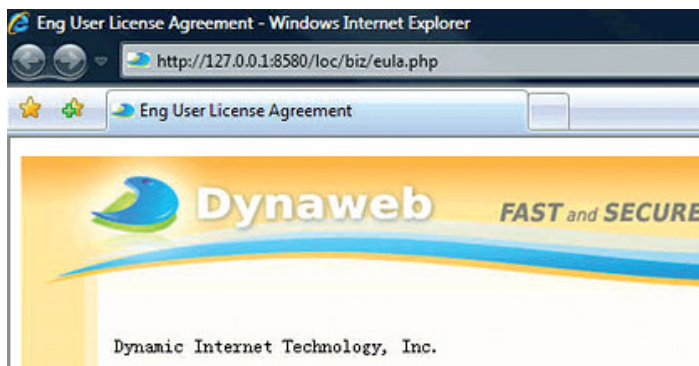 Eng User License Agreement - Windows Internet Explorer
http://127.0.0.1:8580/loc/biz/eula.php
Eng User License Agreement
Dynaweb FAST and SECURE
Dynamic Internet Technology, Inc.